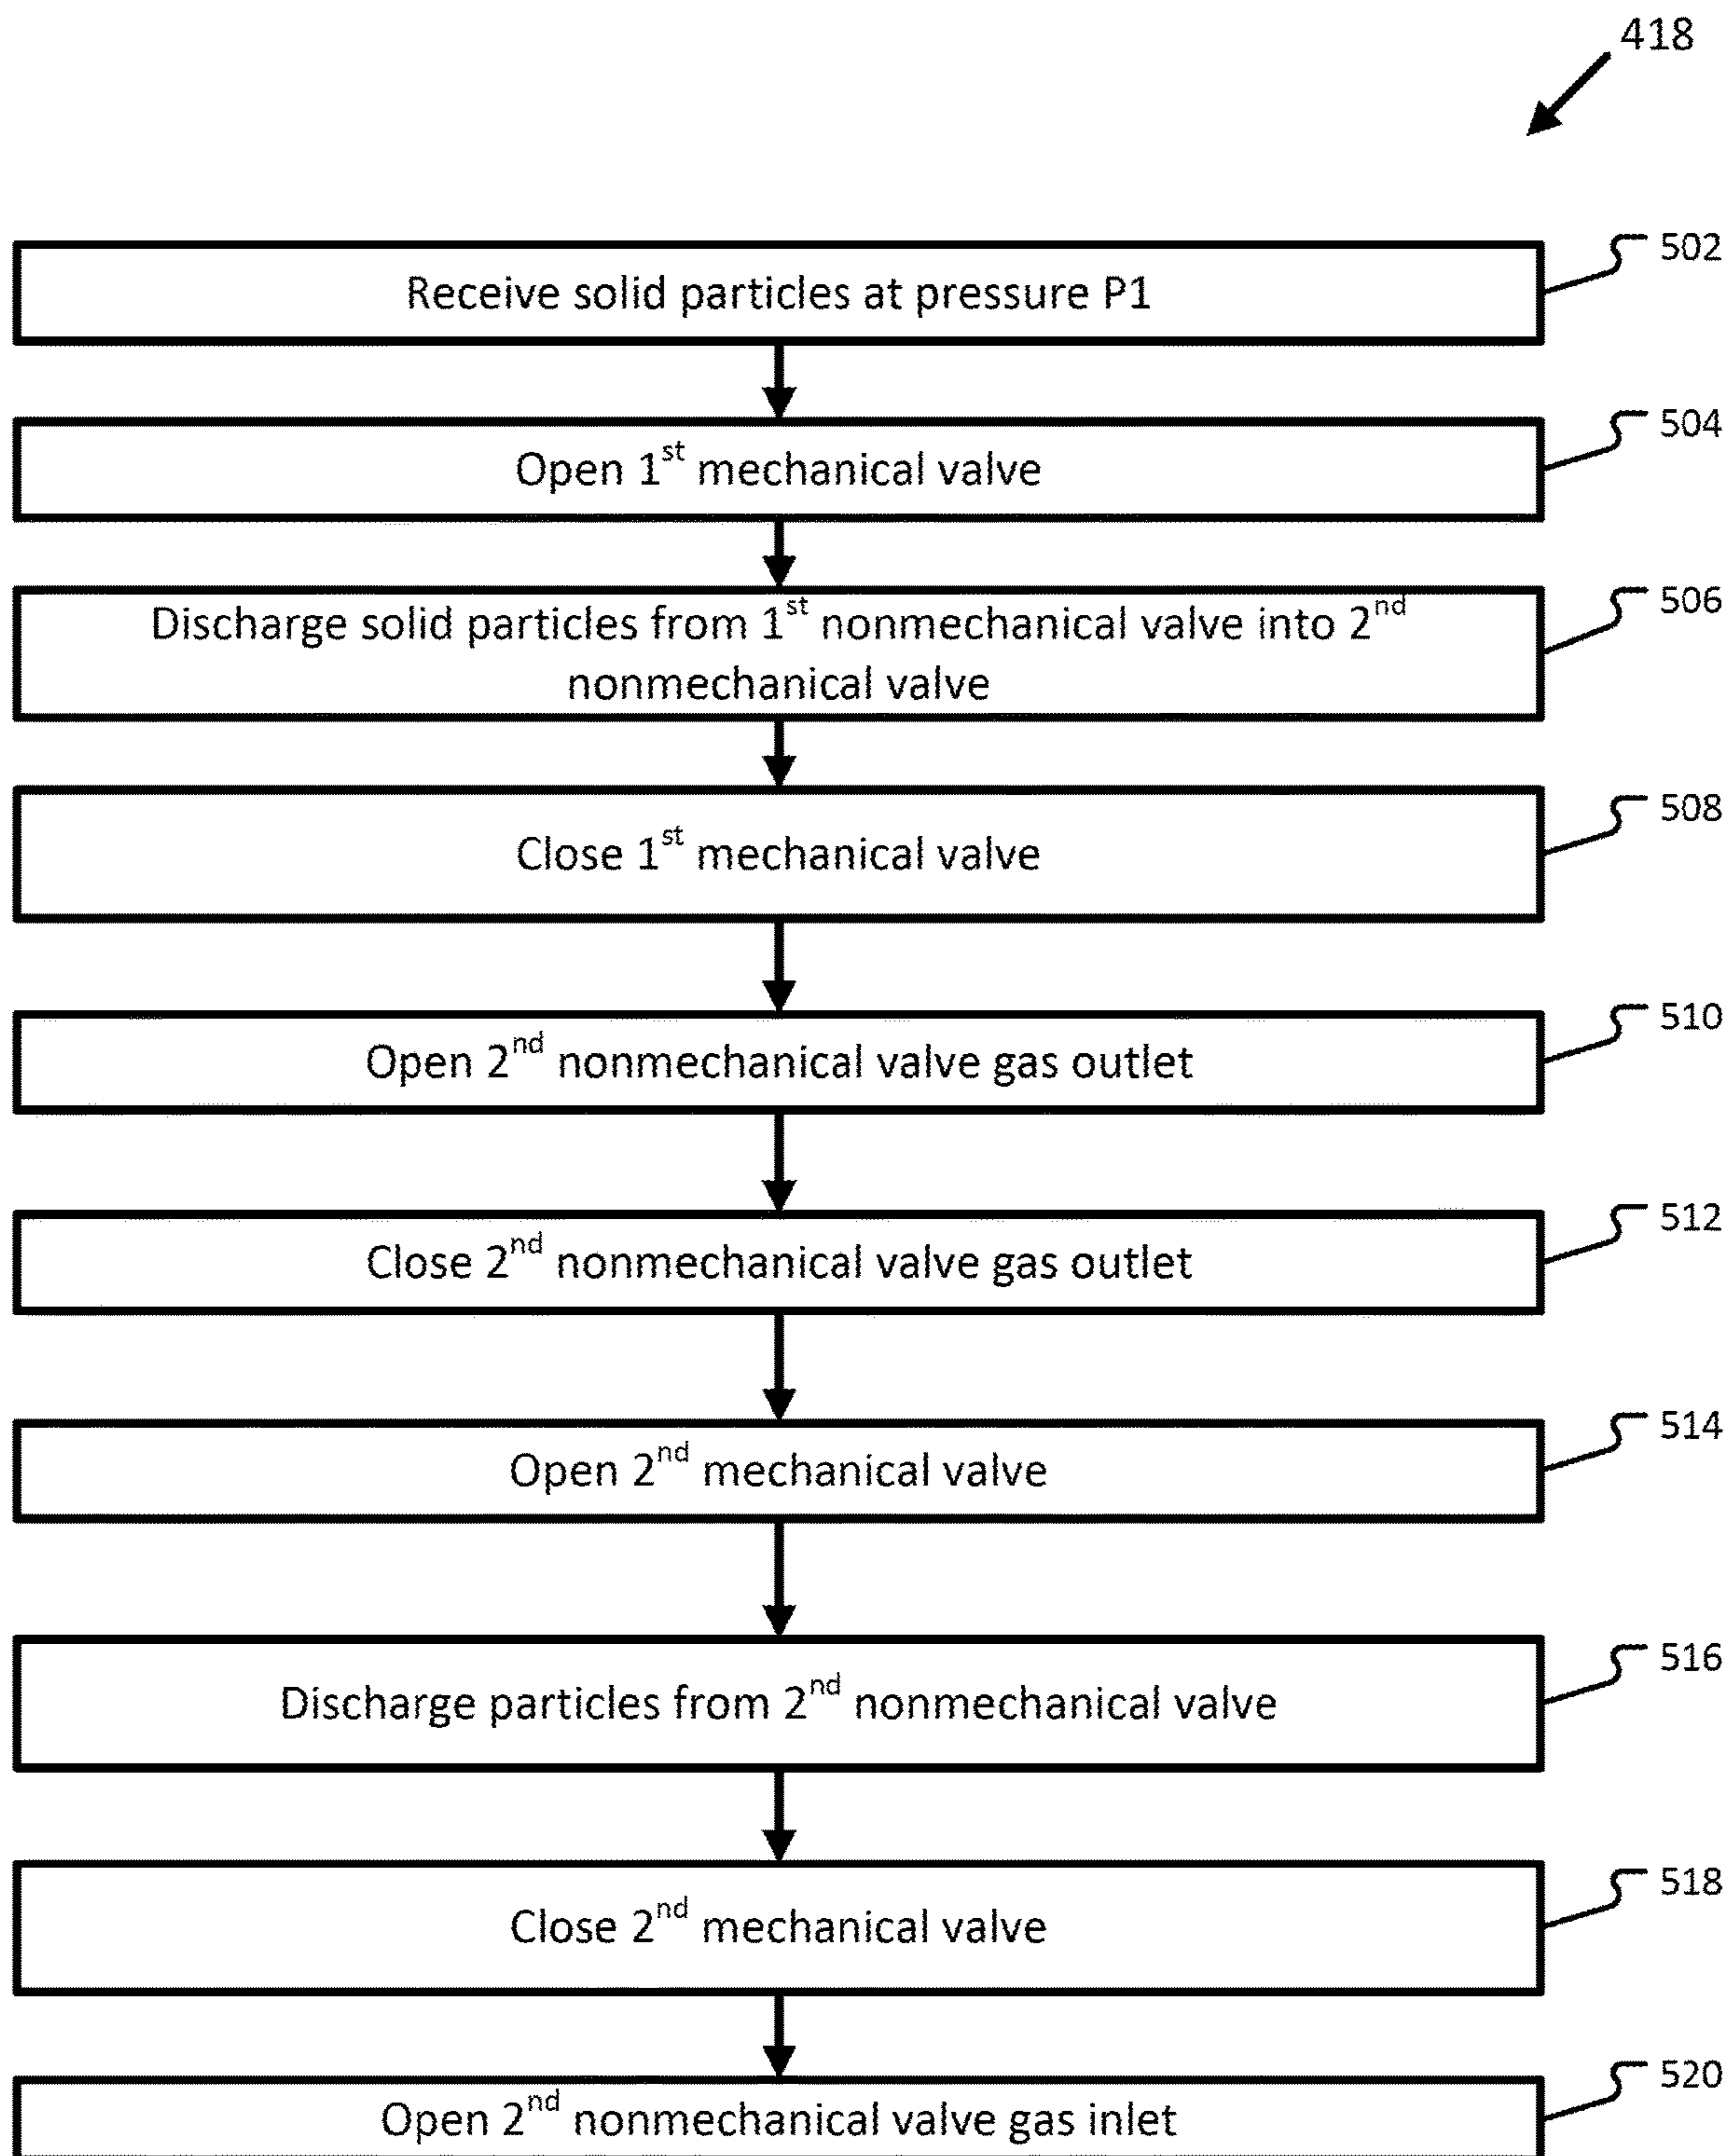 418
Receive solid particles at pressure P1
502
Open 1st mechanical valve
504
Discharge solid particles from 1st nonmechanical valve into 2nd
nonmechanical valve
506
Close 1st mechanical valve
508
Open 2nd nonmechanical valve gas outlet
510
Close 2nd nonmechanical valve gas outlet
512
Open 2nd mechanical valve
514
Discharge particles from 2nd nonmechanical valve
516
Close 2nd mechanical valve
518
Open 2nd nonmechanical valve gas inlet
520